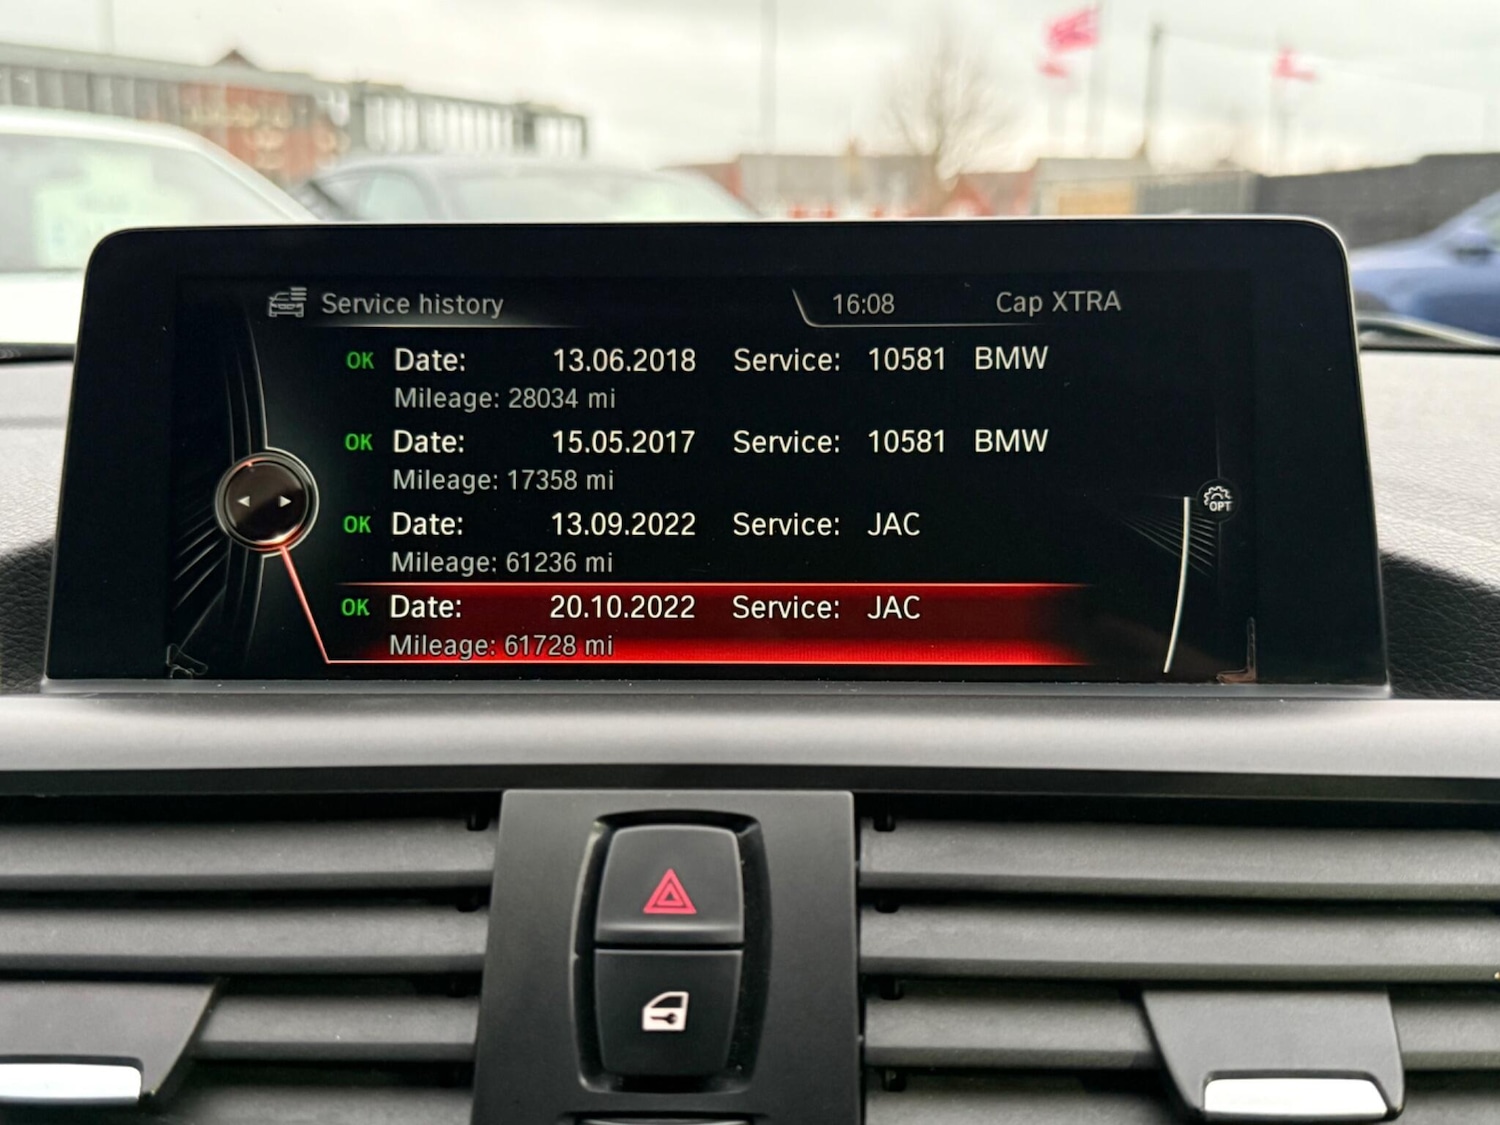 Service history 16:08 Cap XTRA
OK Date: 13.06.2018 Service: 10581 BMW
Mileage: 28034 mi
OK Date: 15.05.2017 Service: 10581 BMW
Mileage: 17358 mi
OK Date: 13.09.2022 Service: JAC
Mileage: 61236 mi
OPT
OK Date: 20.10.2022 Service: JAC
Mileage: 61728 mi